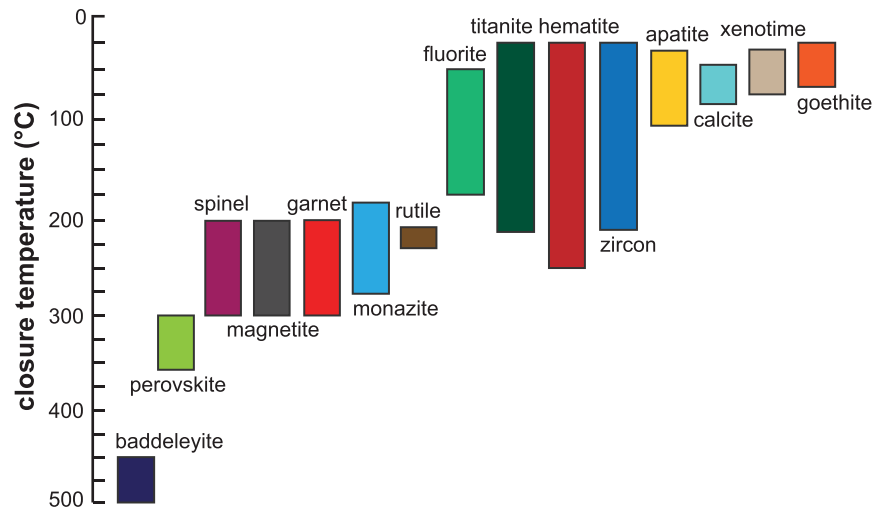 closure temperature (°C)
0
100
200
300
400
500
baddeleyite
perovskite
spinel
magnetite
garnet
monazite
rutile
fluorite
titanite hematite
zircon
apatite
calcite
xenotime
goethite